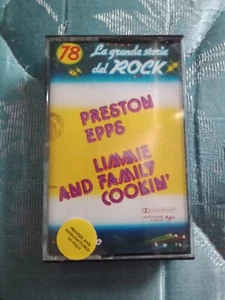 78
La grande storia
del ROCK
PRESTON
EPPS
LIMMIE
AND FAMILY
COOKIN'